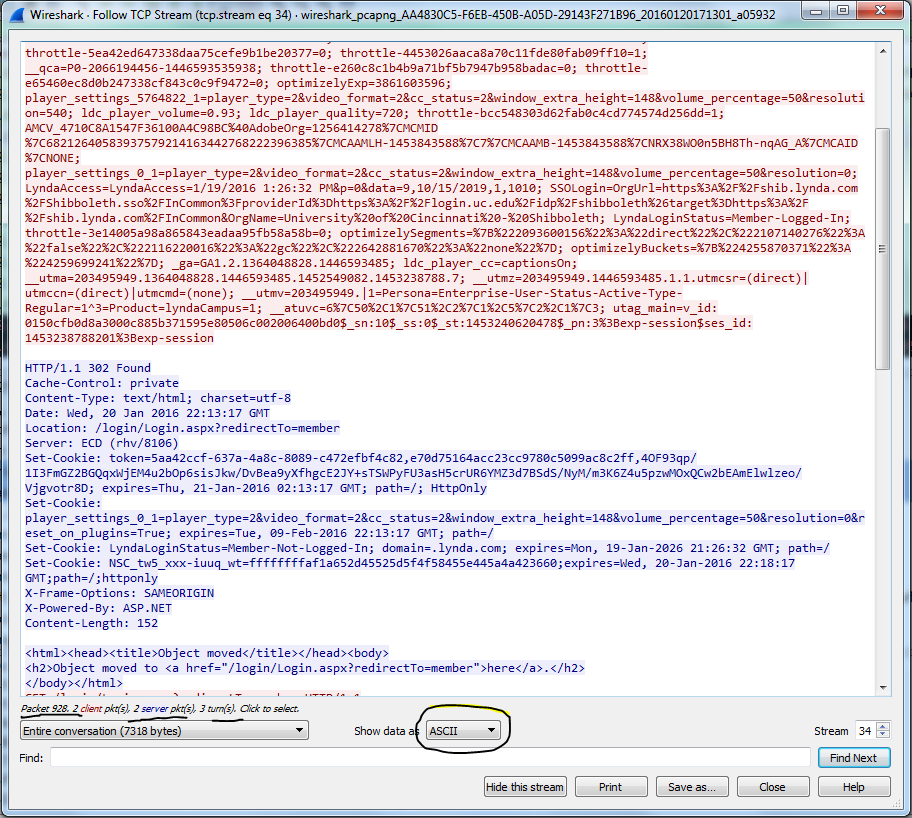 Wireshark · Follow TCP Stream (tcp.stream eq 34) · wireshark_pcapng_AA4830C5-F6EB-450B-A05D-29143F271B96_20160120171301_a05932
throttle-5ea42ed647338daa75cefe9b1be20377=0; throttle-4453026aaca8a70c11fde80fab09ff10=1;
__qca=P0-2066194456-1446593535938; throttle-e260c8c1b4b9a71bf5b7947b958badac=0; throttle-
e65460ec8d0b247338cf843c0c9f9472=0; optimizelyExp=3861603596;
player_settings_5764822_1=player_type=2&video_format=2&cc_status=2&window_extra_height=148&volume_percentage=50&resoluti
on=540; ldc_player_volume=0.93; ldc_player_quality=720; throttle-bcc548303d62fab0c4cd774574d256dd=1;
AMCV_4710C8A1547F36100A4C98BC%40AdobeOrg=1256414278%7CMCMID
%7C68212640583937579214163442768222396385%7CMCAAMLH-1453843588%7C7%7CMCAAMB-1453843588%7CNRX38WO0n5BH8Th-nqAG_A%7CMCAID
%7CNONE;
player_settings_0_1=player_type=2&video_format=2&cc_status=2&window_extra_height=148&volume_percentage=50&resolution=0;
LyndaAccess=LyndaAccess=1/19/2016 1:26:32 PM&p=0&data=9,10/15/2019,1,1010; SSOLogin=OrgUrl=https%3A%2F%2Fshib.lynda.com
%2FShibboleth.sso%2FInCommon%3FproviderId%3Dhttps%3A%2F%2Flogin.uc.edu%2Fidp%2Fshibboleth%26target%3Dhttps%3A%2F
%2Fshib.lynda.com%2FInCommon&OrgName=University%20of%20Cincinnati%20-%20Shibboleth; LyndaLoginStatus=Member-Logged-In;
throttle-3e14005a98a865843eadaa95fb58a58b=0; optimizelySegments=%7B%222093600156%22%3A%22direct%22%2C%222107140276%22%3A
%22false%22%2C%222116220016%22%3A%22gc%22%2C%222642881670%22%3A%22none%22%7D; optimizelyBuckets=%7B%224255870371%22%3A
%224259699241%22%7D; _ga=GA1.2.1364048828.1446593485; ldc_player_cc=captionsOn;
__utma=203495949.1364048828.1446593485.1452549082.1453238788.7; __utmz=203495949.1446593485.1.1.utmcsr=(direct)|
utmccn=(direct)|utmcmd=(none); __utmv=203495949.|1=Persona=Enterprise-User-Status-Active-Type-
Regular=1^3=Product=lyndaCampus=1; __atuvc=6%7C50%2C1%7C51%2C2%7C1%2C5%7C2%2C1%7C3; utag_main=v_id:
0150cfb0d8a3000c885b371595e80506c002006400bd0$_sn:10$_ss:0$_st:1453240620478$_pn:3%3Bexp-session$ses_id:
1453238788201%3Bexp-session
HTTP/1.1 302 Found
Cache-Control: private
Content-Type: text/html; charset=utf-8
Date: Wed, 20 Jan 2016 22:13:17 GMT
Location: /login/Login.aspx?redirectTo=member
Server: ECD (rhv/8106)
Set-Cookie: token=5aa42ccf-637a-4a8c-8089-c472efbf4c82,e70d75164acc23cc9780c5099ac8c2ff,4OF93qp/
1I3FmGZ2BGQqxWjEM4u2bOp6sisJkw/DvBea9yXfhgcE2JY+sTSWPyFU3asH5crUR6YMZ3d7BSdS/NyM/m3K6Z4u5pzwMOxQCw2bEAmElwlzeo/
Vjgvotr8D; expires=Thu, 21-Jan-2016 02:13:17 GMT; path=/; HttpOnly
Set-Cookie:
player_settings_0_1=player_type=2&video_format=2&cc_status=2&window_extra_height=148&volume_percentage=50&resolution=0&r
eset_on_plugins=True; expires=Tue, 09-Feb-2016 22:13:17 GMT; path=/
Set-Cookie: LyndaLoginStatus=Member-Not-Logged-In; domain=.lynda.com; expires=Mon, 19-Jan-2026 21:26:32 GMT; path=/
Set-Cookie: NSC_tw5_xxx-iuuq_wt=ffffffffaf1a652d45525d5f4f58455e445a4a423660;expires=Wed, 20-Jan-2016 22:18:17
GMT;path=/;httponly
X-Frame-Options: SAMEORIGIN
X-Powered-By: ASP.NET
Content-Length: 152
<html><head><title>Object moved</title></head><body>
<h2>Object moved to <a href="/login/Login.aspx?redirectTo=member">here</a>.</h2>
</body></html>
Packet 928. 2 client pkt(s), 2 server pkt(s), 3 turn(s). Click to select.
Entire conversation (7318 bytes) Show data as ASCII Stream 34
Find: Find Next
Hide this stream Print Save as... Close Help